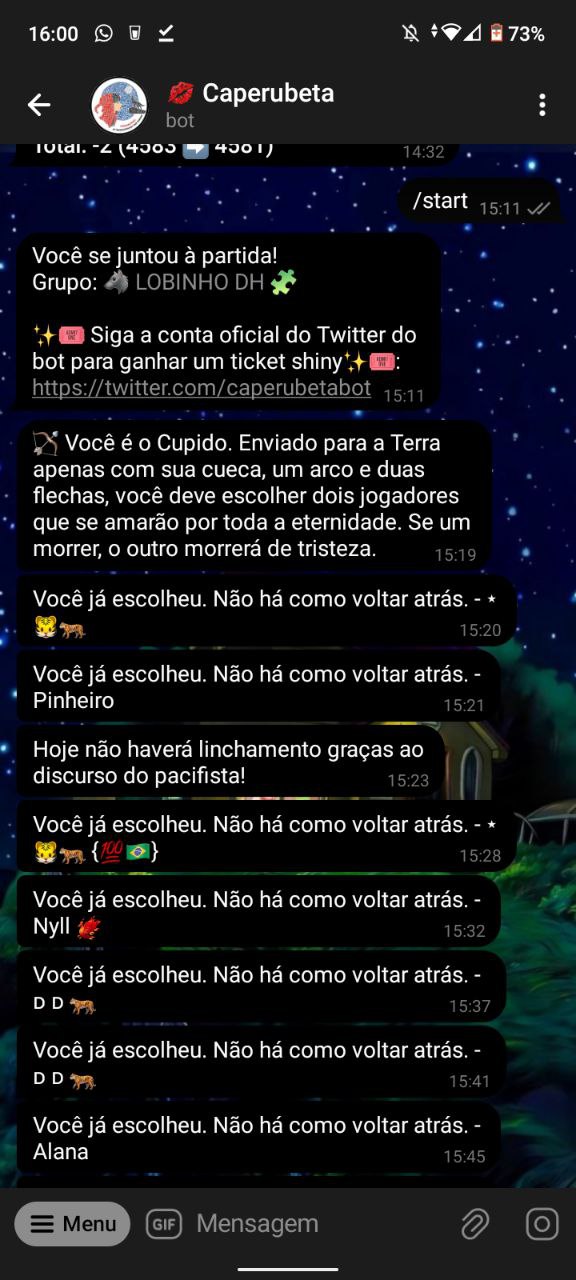 16:00
73%
💋 Caperubeta
bot
Total: -2 (4583 ➡️ 4581)
14:32
/start 15:11
Você se juntou à partida!
Grupo: 🐺 LOBINHO DH 🧩
✨🎟️ Siga a conta oficial do Twitter do
bot para ganhar um ticket shiny✨🎟️:
https://twitter.com/caperubetabot 15:11
🏹 Você é o Cupido. Enviado para a Terra
apenas com sua cueca, um arco e duas
flechas, você deve escolher dois jogadores
que se amarão por toda a eternidade. Se um
morrer, o outro morrerá de tristeza. 15:19
Você já escolheu. Não há como voltar atrás. - ⋆
🐯🐅 15:20
Você já escolheu. Não há como voltar atrás. -
Pinheiro 15:21
Hoje não haverá linchamento graças ao
discurso do pacifista! 15:23
Você já escolheu. Não há como voltar atrás. - ⋆
🐯🐅 {💯🇧🇷} 15:28
Você já escolheu. Não há como voltar atrás. -
Nyll 15:32
Você já escolheu. Não há como voltar atrás. -
ᴅ ᴅ 🐅 15:37
Você já escolheu. Não há como voltar atrás. -
ᴅ ᴅ 🐅 15:41
Você já escolheu. Não há como voltar atrás. -
Alana 15:45
Menu GIF Mensagem